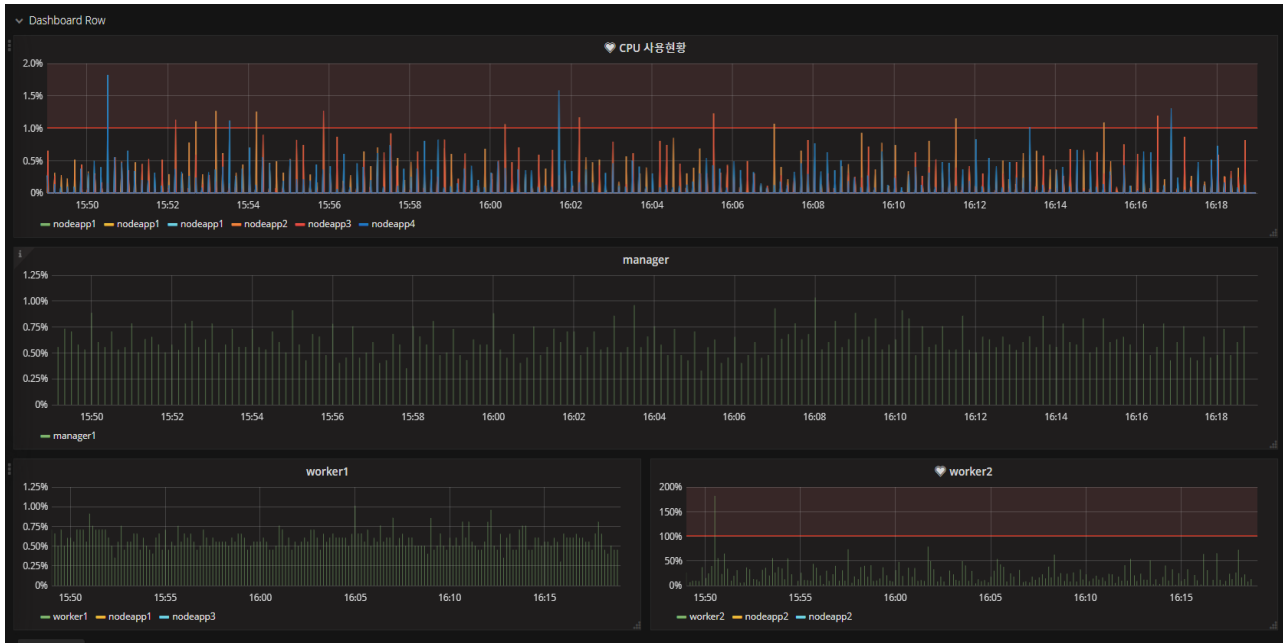 Dashboard Row
CPU 사용현황
2.0%
1.5%
1.0%
0.5%
0%
15:50 15:52 15:54 15:56 15:58 16:00 16:02 16:04 16:06 16:08 16:10 16:12 16:14 16:16 16:18
nodeapp1 nodeapp1 nodeapp1 nodeapp2 nodeapp3 nodeapp4
i
manager
1.25%
1.00%
0.75%
0.50%
0.25%
0%
15:50 15:52 15:54 15:56 15:58 16:00 16:02 16:04 16:06 16:08 16:10 16:12 16:14 16:16 16:18
manager1
worker1
1.25%
1.00%
0.75%
0.50%
0.25%
0%
15:50 15:55 16:00 16:05 16:10 16:15
worker1 nodeapp1 nodeapp3
worker2
200%
150%
100%
50%
0%
15:50 15:55 16:00 16:05 16:10 16:15
worker2 nodeapp2 nodeapp2